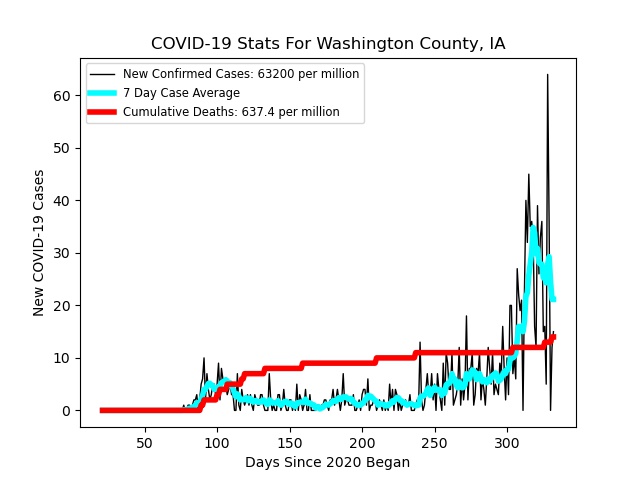 COVID-19 Stats For Washington County, IA
New Confirmed Cases: 63200 per million
7 Day Case Average
Cumulative Deaths: 637.4 per million
60
50
40
30
20
10
0
New COVID-19 Cases
50 100 150 200 250 300
Days Since 2020 Began